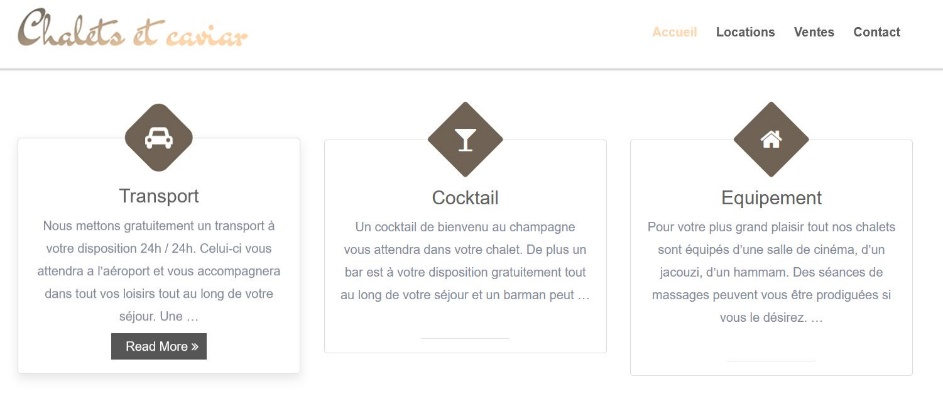 Chalets et caviar
Accueil Locations Ventes Contact
Transport
Nous mettons gratuitement un transport à
votre disposition 24h / 24h. Celui-ci vous
attendra a l'aéroport et vous accompagnera
dans tout vos loisirs tout au long de votre
séjour. Une …
Read More »
Cocktail
Un cocktail de bienvenu au champagne
vous attendra dans votre chalet. De plus un
bar est à votre disposition gratuitement tout
au long de votre séjour et un barman peut …
Equipement
Pour votre plus grand plaisir tout nos chalets
sont équipés d'une salle de cinéma, d'un
jacouzi, d'un hammam. Des séances de
massages peuvent vous être prodiguées si
vous le désirez. …